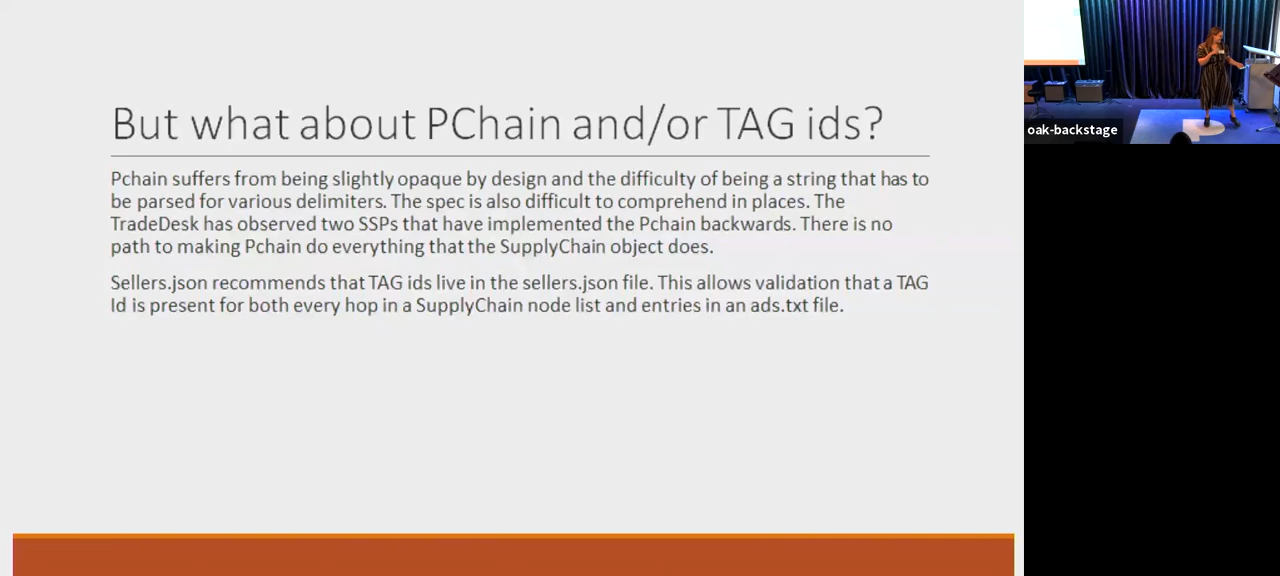 But what about PChain and/or TAG ids?
Pchain suffers from being slightly opaque by design and the difficulty of being a string that has to
be parsed for various delimiters. The spec is also difficult to comprehend in places. The
TradeDesk has observed two SSPs that have implemented the Pchain backwards. There is no
path to making Pchain do everything that the SupplyChain object does.
Sellers.json recommends that TAG ids live in the sellers.json file. This allows validation that a TAG
Id is present for both every hop in a SupplyChain node list and entries in an ads.txt file.
oak-backstage